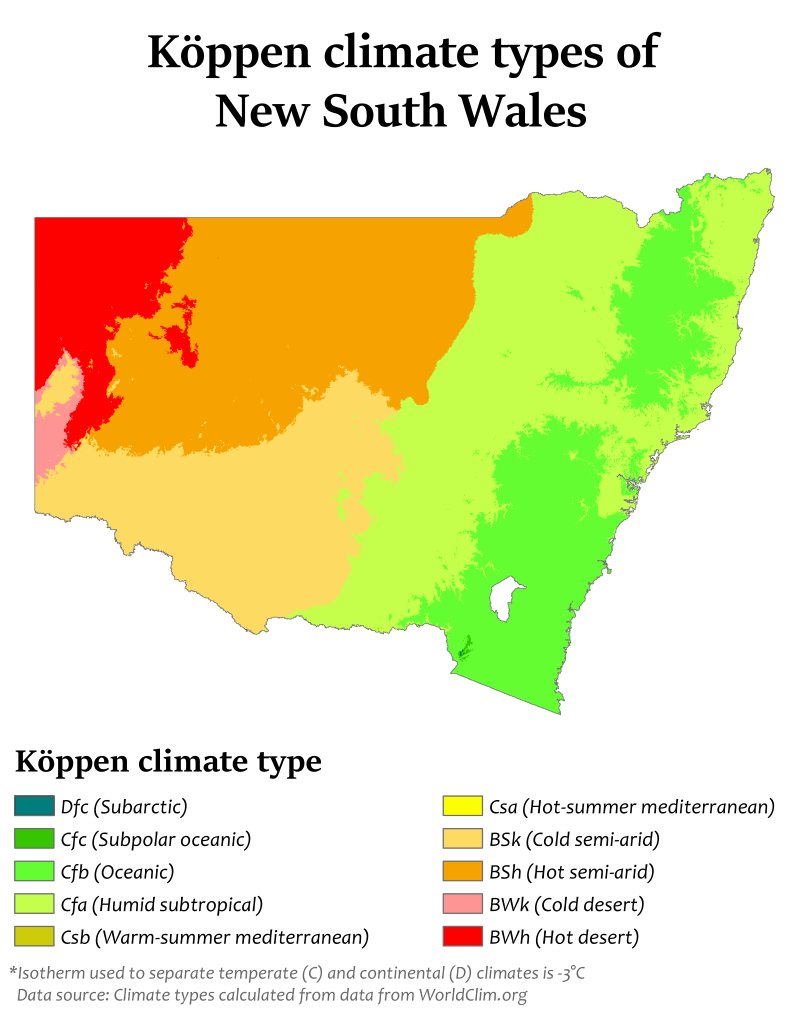 Köppen climate types of
New South Wales
Köppen climate type
Dfc (Subarctic)
Cfc (Subpolar oceanic)
Cfb (Oceanic)
Cfa (Humid subtropical)
Csb (Warm-summer mediterranean)
Csa (Hot-summer mediterranean)
BSk (Cold semi-arid)
BSh (Hot semi-arid)
BWk (Cold desert)
BWh (Hot desert)
*Isotherm used to separate temperate (C) and continental (D) climates is -3°C
Data source: Climate types calculated from data from WorldClim.org